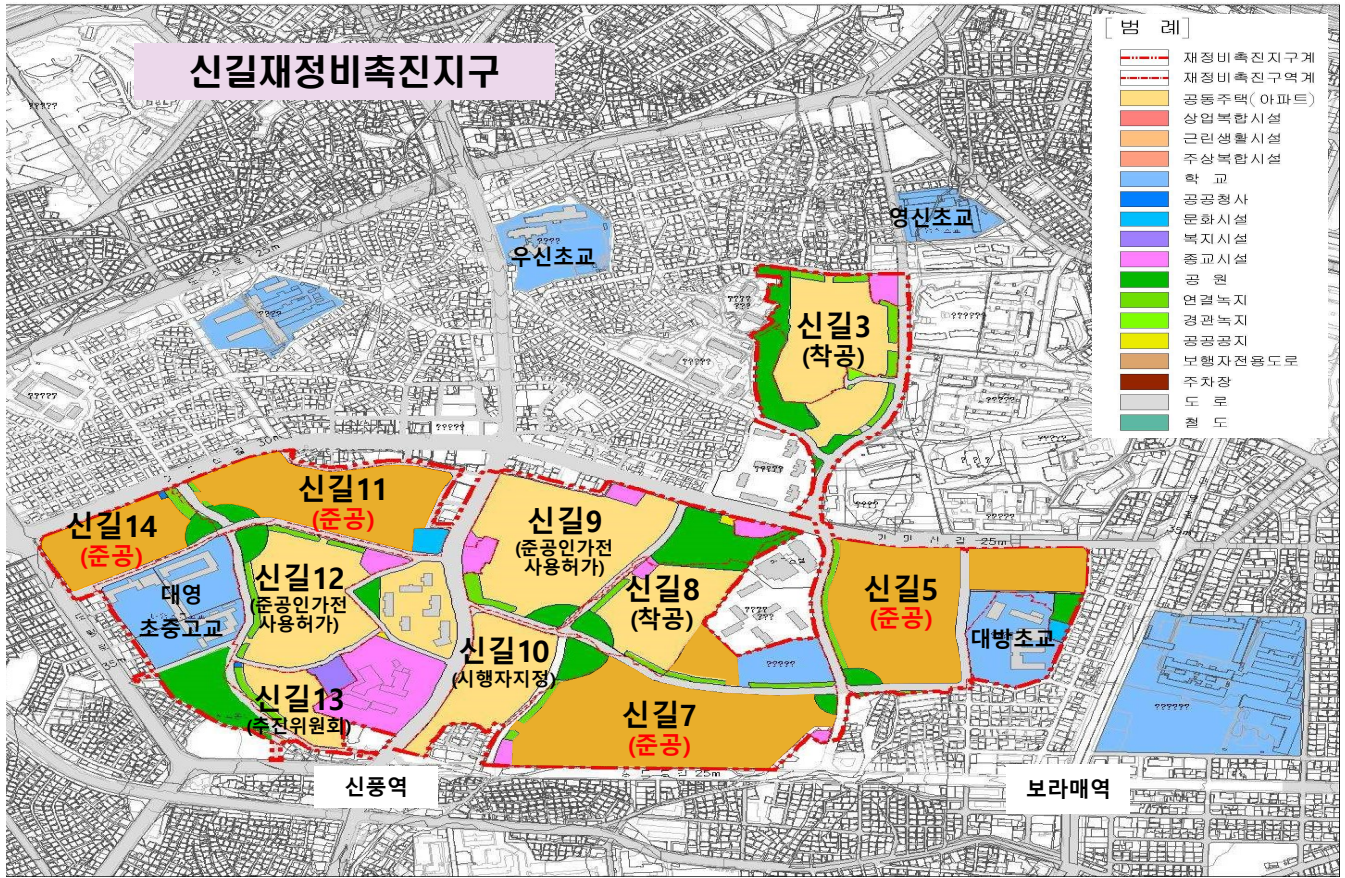 신길재정비촉진지구
[ 범 례 ]
재정비촉진지구계
재정비촉진구역계
공동주택( 아파트)
상업복합시설
근린생활시설
주상복합시설
학 교
공공청사
문화시설
복지시설
종교시설
공 원
연결녹지
경관녹지
공공공지
보행자전용도로
주차장
도 로
철 도
영신초교
우신초교
신길3
(착공)
신길11
(준공)
신길14
(준공)
신길9
(준공인가전
사용허가)
신길12
(준공인가전
사용허가)
신길8
(착공)
신길5
(준공)
대영
초중고교
대방초교
신길10
(시행자지정)
신길13
(추진위원회)
신길7
(준공)
신풍역
보라매역
25m
25m
35m
30m
?????
????
??????